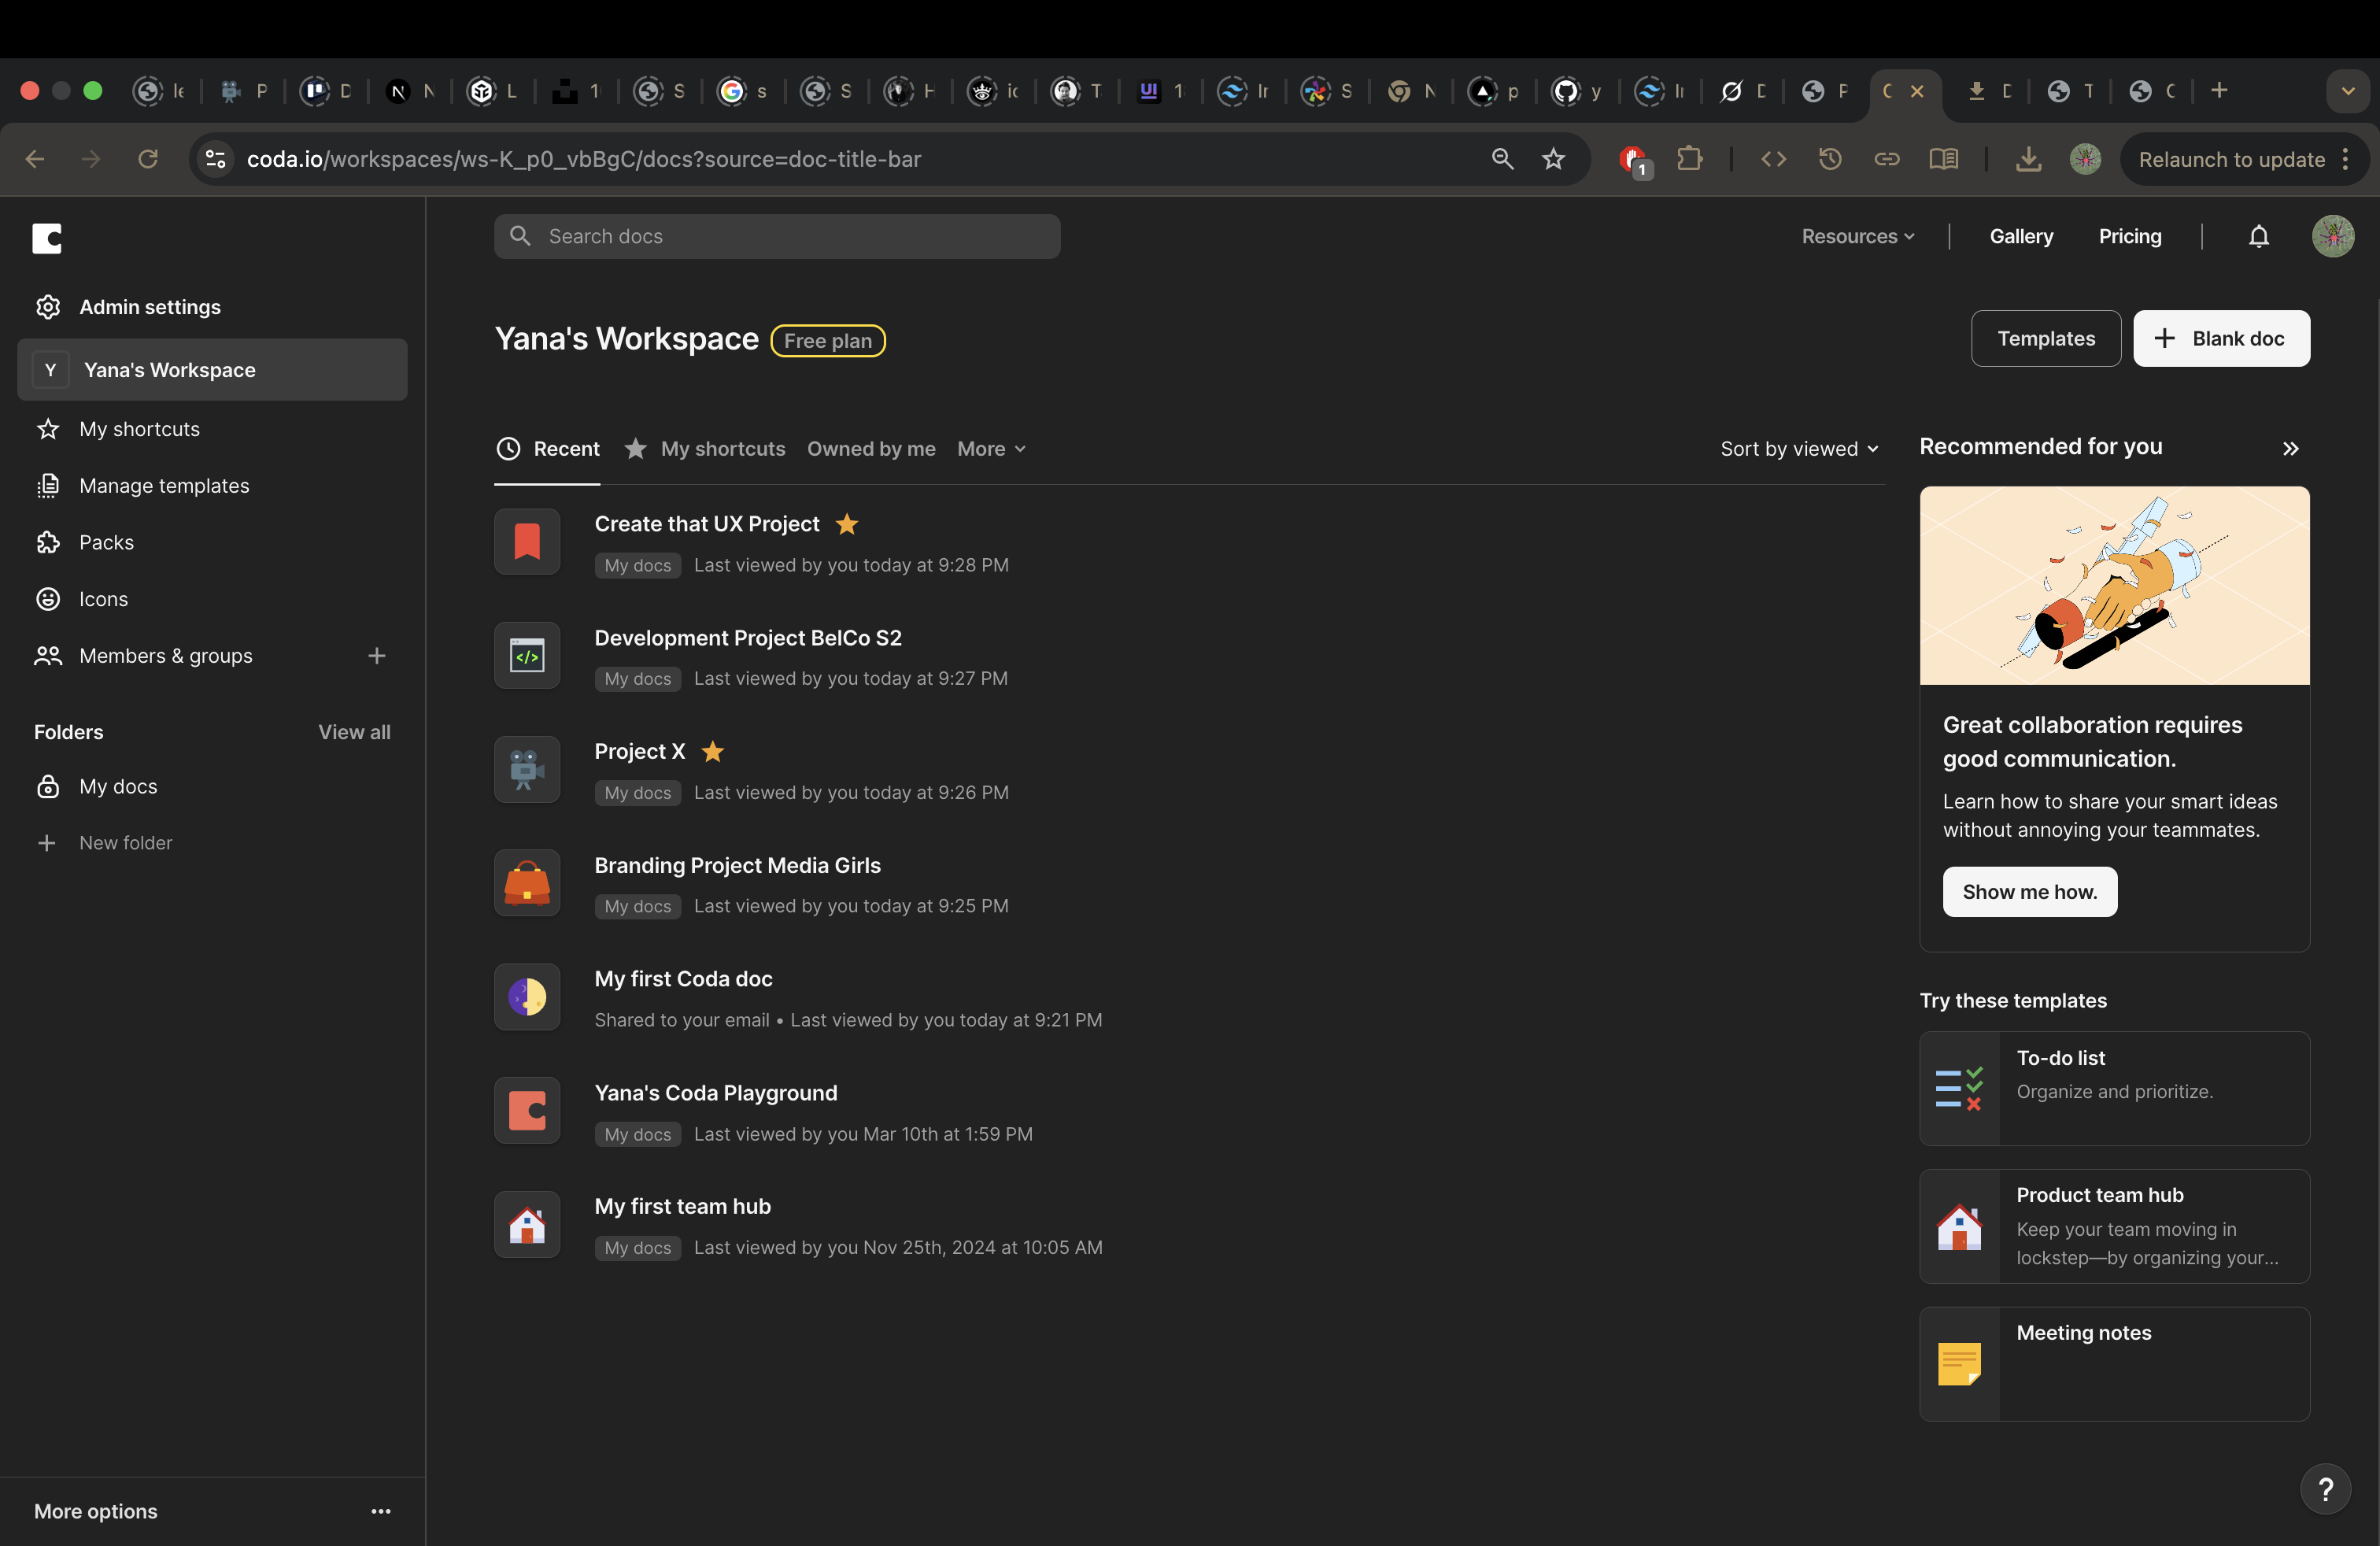 le
P
D
N
L
1
S
s
S
H
ic
T
UI 1
Ir
S
N
p
y
Ir
D
F
C
D
T
C
coda.io/workspaces/ws-K_p0_vbBgC/docs?source=doc-title-bar
1
Relaunch to update
Search docs
Resources
Gallery
Pricing
Admin settings
Y Yana's Workspace
My shortcuts
Manage templates
Packs
Icons
Members & groups
Folders
View all
My docs
New folder
More options
Yana's Workspace
Free plan
Templates
Blank doc
Recent
My shortcuts
Owned by me
More
Sort by viewed
Create that UX Project
My docs Last viewed by you today at 9:28 PM
Development Project BelCo S2
My docs Last viewed by you today at 9:27 PM
Project X
My docs Last viewed by you today at 9:26 PM
Branding Project Media Girls
My docs Last viewed by you today at 9:25 PM
My first Coda doc
Shared to your email • Last viewed by you today at 9:21 PM
Yana's Coda Playground
My docs Last viewed by you Mar 10th at 1:59 PM
My first team hub
My docs Last viewed by you Nov 25th, 2024 at 10:05 AM
Recommended for you
Great collaboration requires
good communication.
Learn how to share your smart ideas
without annoying your teammates.
Show me how.
Try these templates
To-do list
Organize and prioritize.
Product team hub
Keep your team moving in
lockstep—by organizing your...
Meeting notes
?